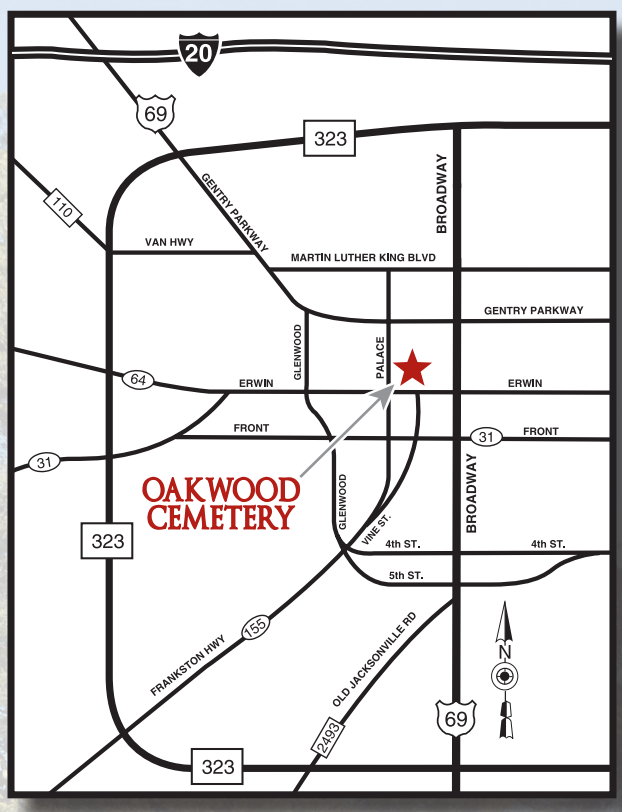 20
69
323
BROADWAY
GENTRY PARKWAY
110
VAN HWY
MARTIN LUTHER KING BLVD
GENTRY PARKWAY
GLENWOOD
PALACE
64
ERWIN
ERWIN
FRONT
31
FRONT
31
OAKWOOD
CEMETERY
BROADWAY
GLENWOOD
VINE ST.
323
4th ST.
4th ST.
5th ST.
155
FRANKSTON HWY
OLD JACKSONVILLE RD
N
2493
69
323